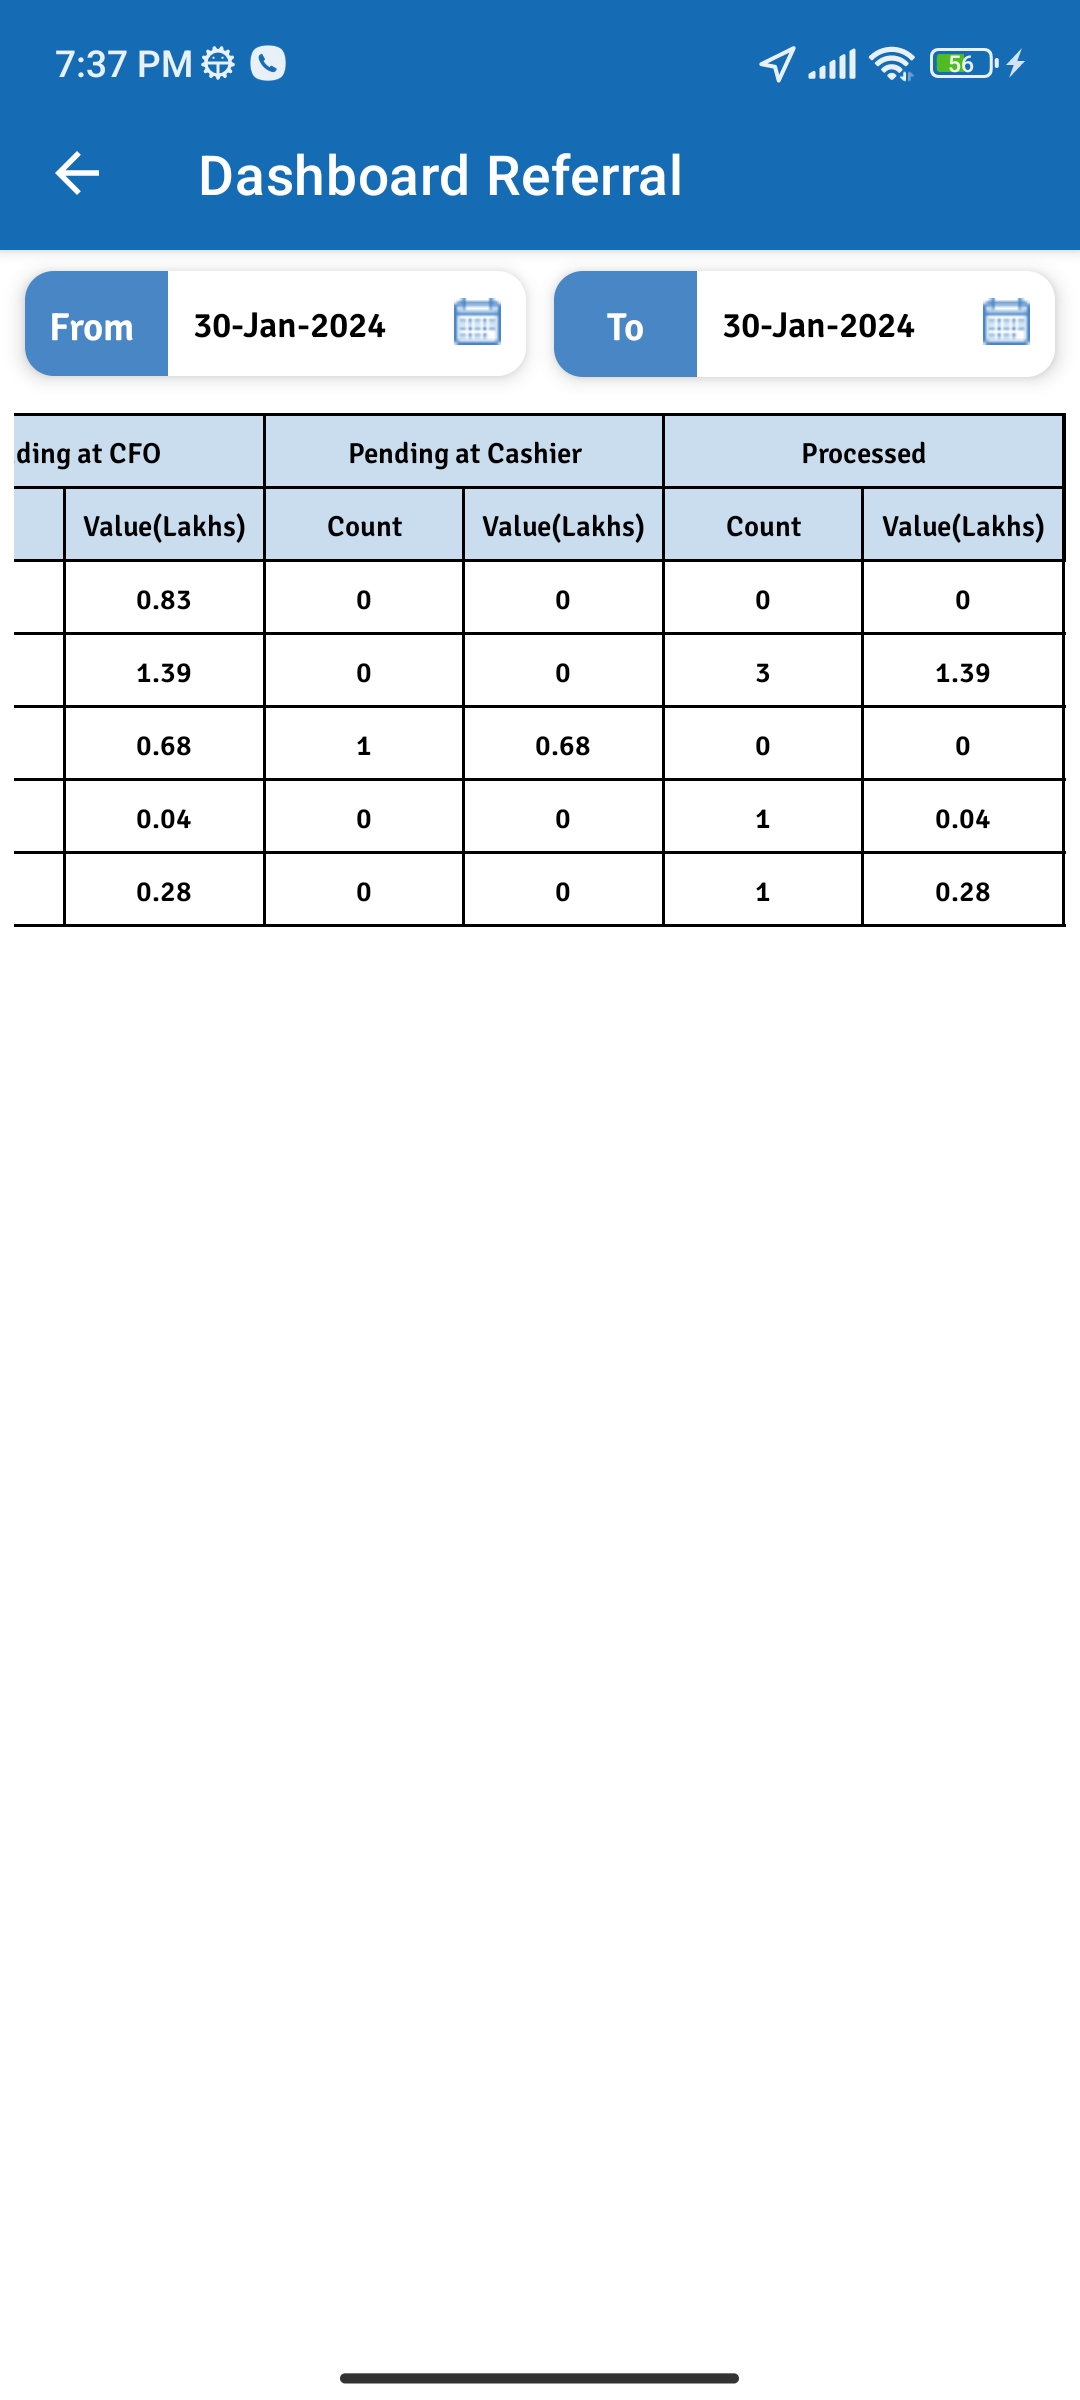 7:37 PM 56
Dashboard Referral
From 30-Jan-2024 To 30-Jan-2024
ding at CFO Pending at Cashier Processed
Value(Lakhs) Count Value(Lakhs) Count Value(Lakhs)
0.83 0 0 0 0
1.39 0 0 3 1.39
0.68 1 0.68 0 0
0.04 0 0 1 0.04
0.28 0 0 1 0.28